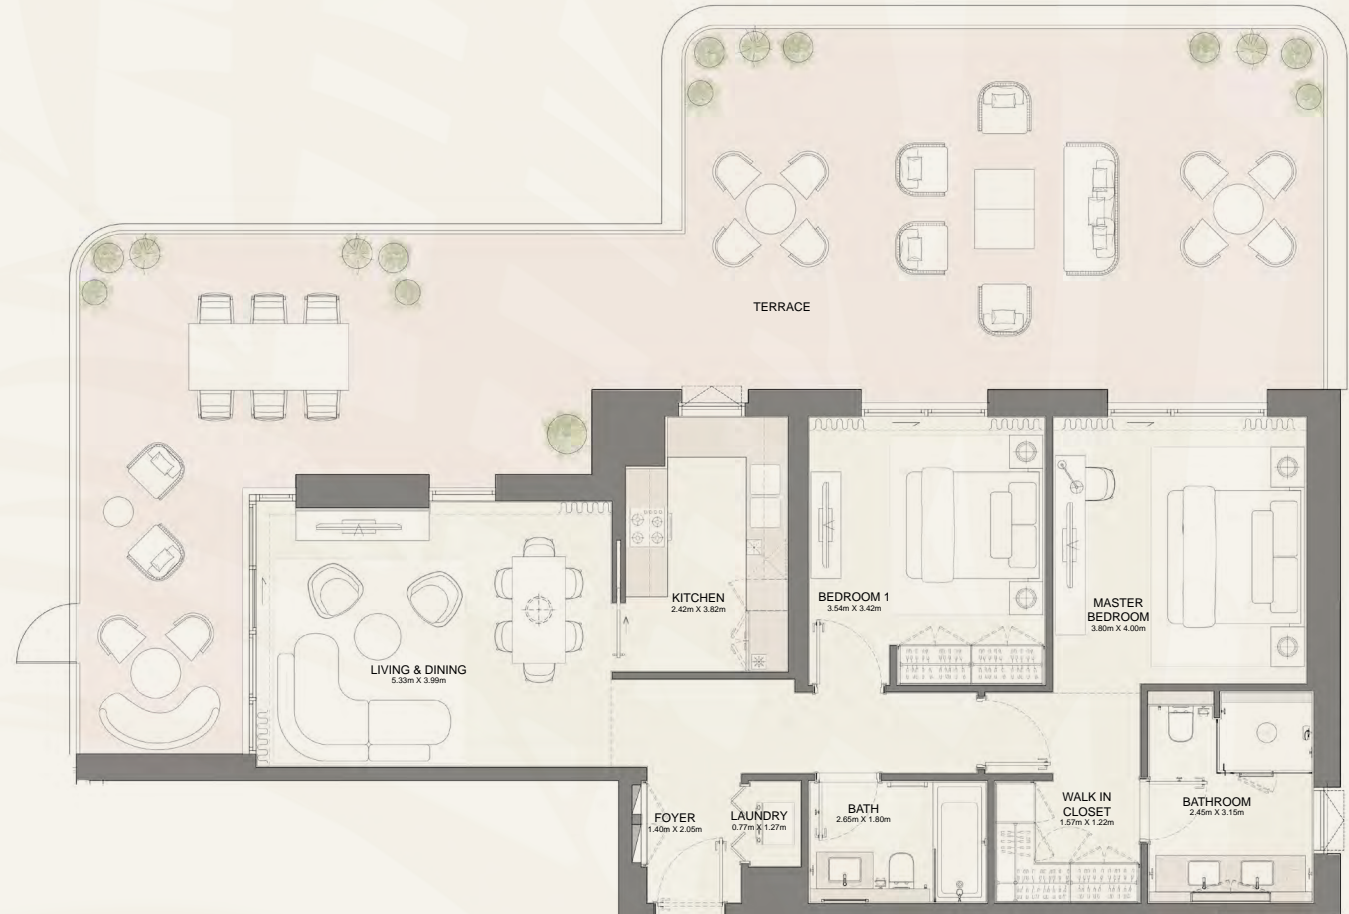 TERRACE
KITCHEN
2.42m X 3.82m
BEDROOM 1
3.54m X 3.42m
MASTER
BEDROOM
3.80m X 4.00m
LIVING & DINING
5.33m X 3.99m
FOYER
1.40m X 2.05m
LAUNDRY
0.77m X 1.27m
BATH
2.65m X 1.80m
WALK IN
CLOSET
1.57m X 1.22m
BATHROOM
2.45m X 3.15m